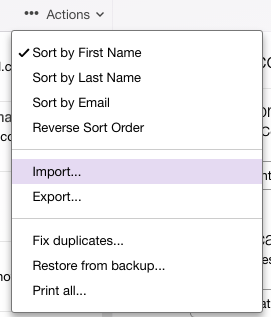 ••• Actions
Sort by First Name
Sort by Last Name
Sort by Email
Reverse Sort Order
Import...
Export...
Fix duplicates...
Restore from backup...
Print all...